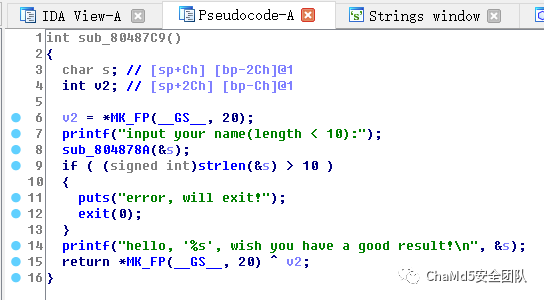 IDA View-A Pseudocode-A Strings window
1 int sub_80487C9()
2 {
3 char s; // [sp+Ch] [bp-2Ch]@1
4 int v2; // [sp+2Ch] [bp-Ch]@1
5
6 v2 = *MK_FP(__GS__, 20);
7 printf("input your name(length < 10):");
8 sub_804878A(&s);
9 if ( (signed int)strlen(&s) > 10 )
10 {
11 puts("error, will exit!");
12 exit(0);
13 }
14 printf("hello, '%s', wish you have a good result!\n", &s);
15 return *MK_FP(__GS__, 20) ^ v2;
16 }
ChaMd5安全团队